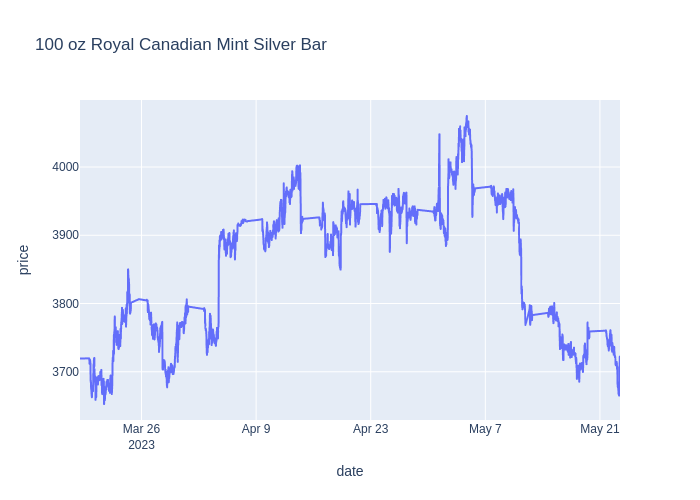 100 oz Royal Canadian Mint Silver Bar
4000
3900
3800
3700
price
Mar 26
2023
Apr 9
Apr 23
May 7
May 21
date